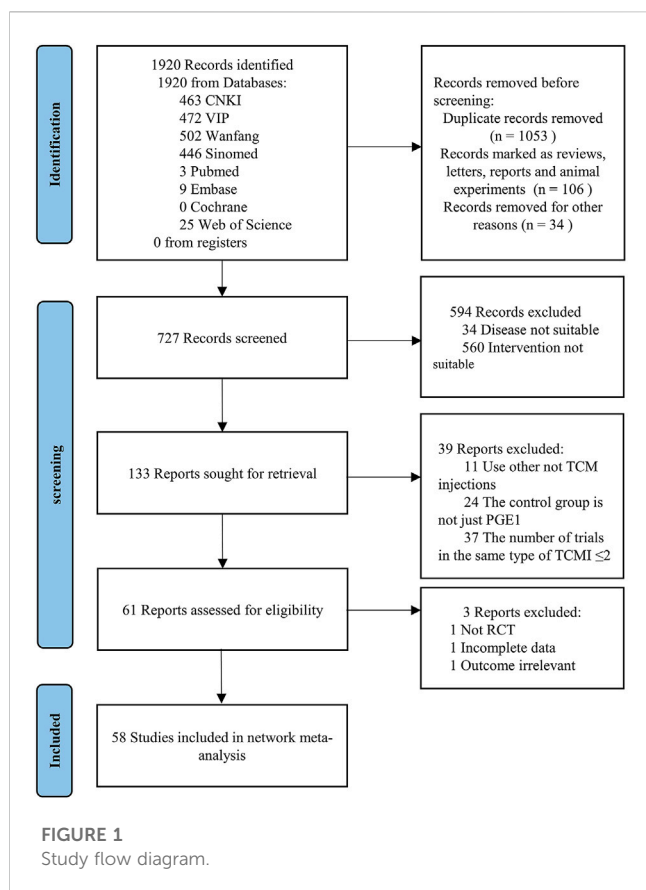 Identification
1920 Records identified
1920 from Databases:
463 CNKI
472 VIP
502 Wanfang
446 Sinomed
3 Pubmed
9 Embase
0 Cochrane
25 Web of Science
0 from registers
Records removed before
screening:
Duplicate records removed
(n = 1053 )
Records marked as reviews,
letters, reports and animal
experiments (n = 106 )
Records removed for other
reasons (n = 34 )
screening
727 Records screened
594 Records excluded
34 Disease not suitable
560 Intervention not
suitable
133 Reports sought for retrieval
39 Reports excluded:
11 Use other not TCM
injections
24 The control group is
not just PGE1
37 The number of trials
in the same type of TCMI ≤2
61 Reports assessed for eligibility
3 Reports excluded:
1 Not RCT
1 Incomplete data
1 Outcome irrelevant
Included
58 Studies included in network meta-
analysis
FIGURE 1
Study flow diagram.